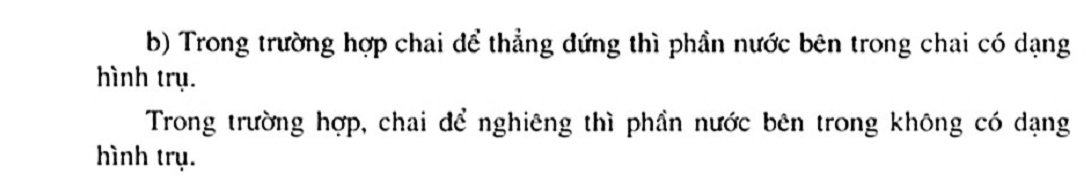 b) Trong trường hợp chai để thẳng đứng thì phần nước bên trong chai có dạng
hình trụ.
Trong trường hợp, chai để nghiêng thì phần nước bên trong không có dạng
hình trụ.